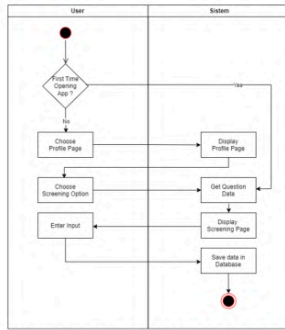 User
Sistem
First Time
Opening
App ?
Yes
No
Choose
Profile Page
Display
Profile Page
Choose
Screening Option
Get Question
Data
Enter Input
Display
Screening Page
Save data in
Database